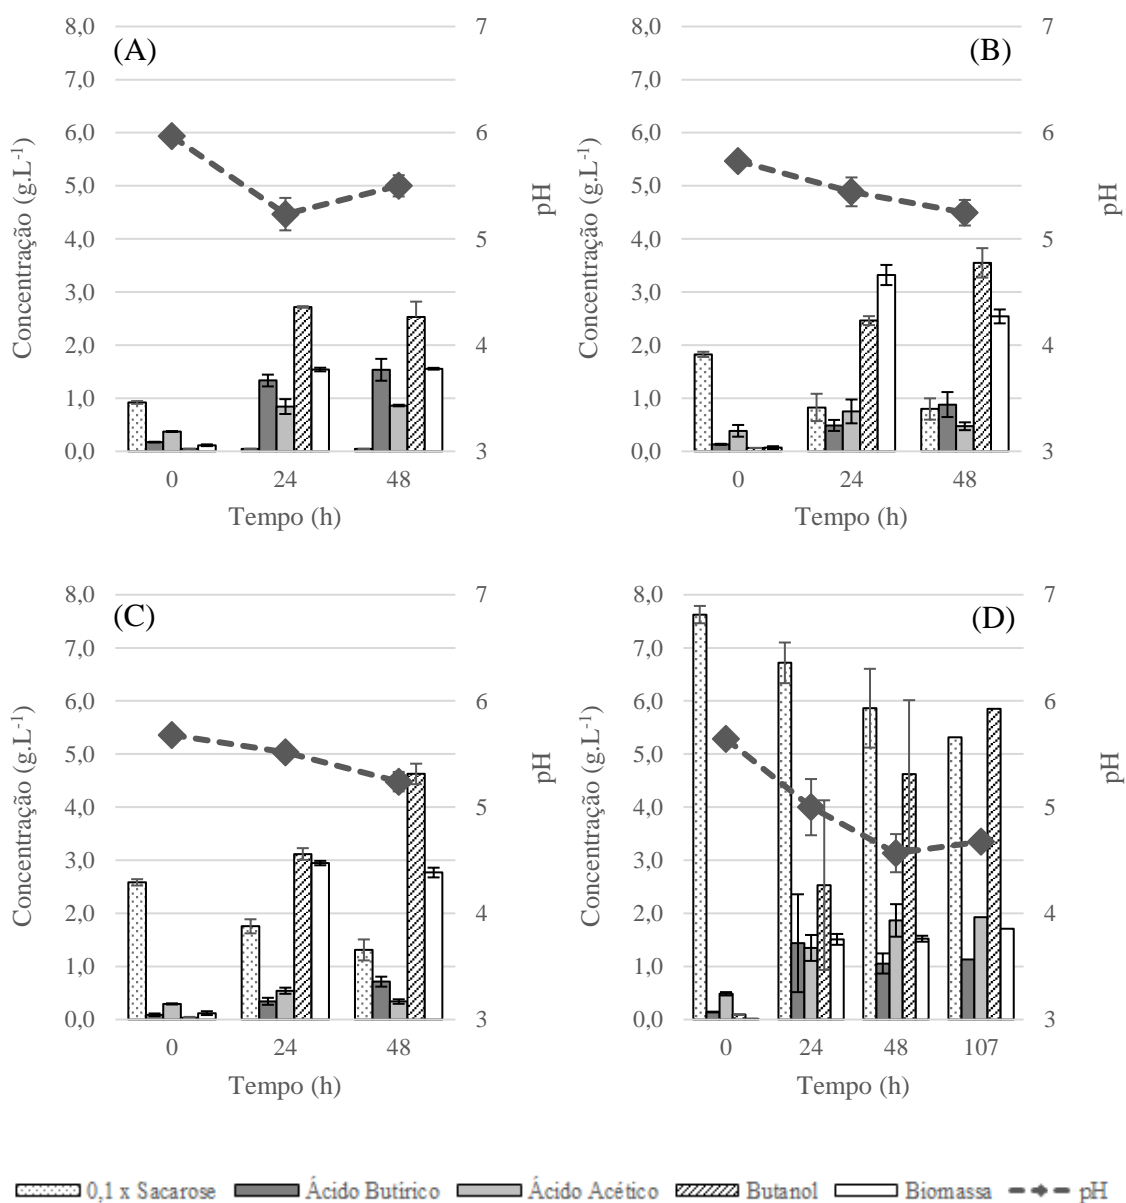 (A)
8,0
7,0
6,0
5,0
4,0
3,0
2,0
1,0
0,0
Concentração (g.L-1)
7
6
5
4
3
pH
0 24 48
Tempo (h)
(B)
8,0
7,0
6,0
5,0
4,0
3,0
2,0
1,0
0,0
Concentração (g.L-1)
7
6
5
4
3
pH
0 24 48
Tempo (h)
(C)
8,0
7,0
6,0
5,0
4,0
3,0
2,0
1,0
0,0
Concentração (g.L-1)
7
6
5
4
3
pH
0 24 48
Tempo (h)
(D)
8,0
7,0
6,0
5,0
4,0
3,0
2,0
1,0
0,0
Concentração (g.L-1)
7
6
5
4
3
pH
0 24 48 107
Tempo (h)
0,1 x Sacarose Ácido Butírico Ácido Acético Butanol Biomassa pH